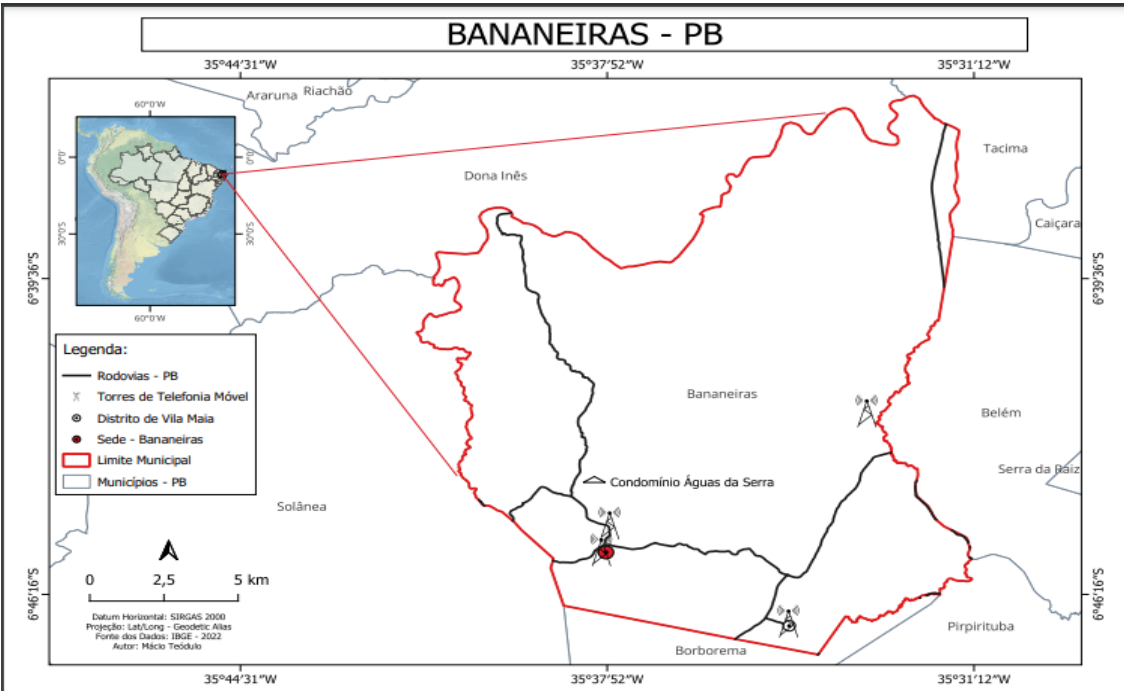 BANANEIRAS - PB
35°44'31"W
35°37'52"W
35°31'12"W
Araruna
Riachão
60°0'W
0°0'
0°0'
30°0'S
30°0'S
60°0'W
Dona Inês
Tacima
Caiçara
6°39'36"S
6°39'36"S
Legenda:
Rodovias - PB
Torres de Telefonia Móvel
Distrito de Vila Maia
Sede - Bananeiras
Limite Municipal
Municípios - PB
Bananeiras
Belém
Serra da Raiz
Condomínio Águas da Serra
Solânea
0 2,5 5 km
6°46'16"S
6°46'16"S
Datum Horizontal: SIRGAS 2000
Projeção: Lat/Long - Geodetic Alias
Fonte dos Dados: IBGE - 2022
Autor: Mácio Teódulo
Pirpirituba
Borborema
35°44'31"W
35°37'52"W
35°31'12"W